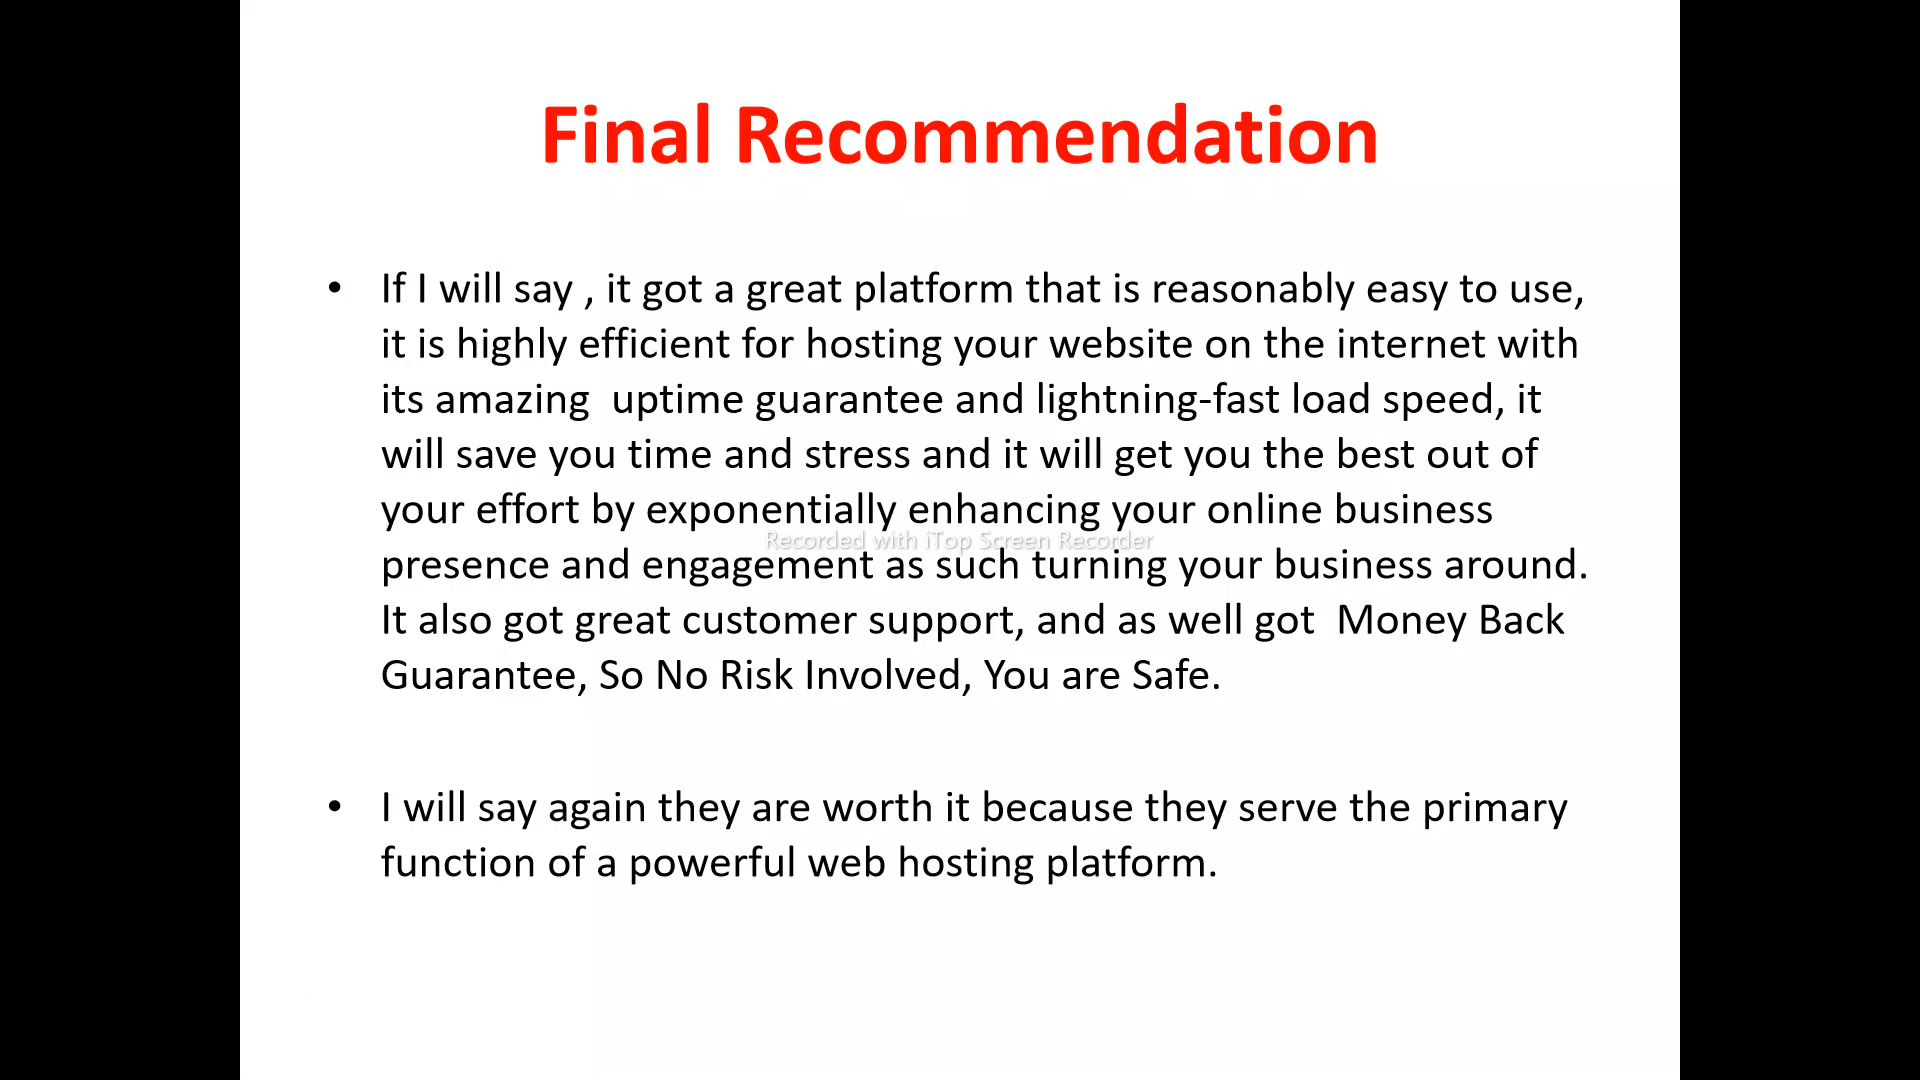 Final Recommendation
• If I will say , it got a great platform that is reasonably easy to use,
it is highly efficient for hosting your website on the internet with
its amazing  uptime guarantee and lightning-fast load speed, it
will save you time and stress and it will get you the best out of
your effort by exponentially enhancing your online business
Recorded with iTop Screen Recorder
presence and engagement as such turning your business around.
It also got great customer support, and as well got  Money Back
Guarantee, So No Risk Involved, You are Safe.
• I will say again they are worth it because they serve the primary
function of a powerful web hosting platform.